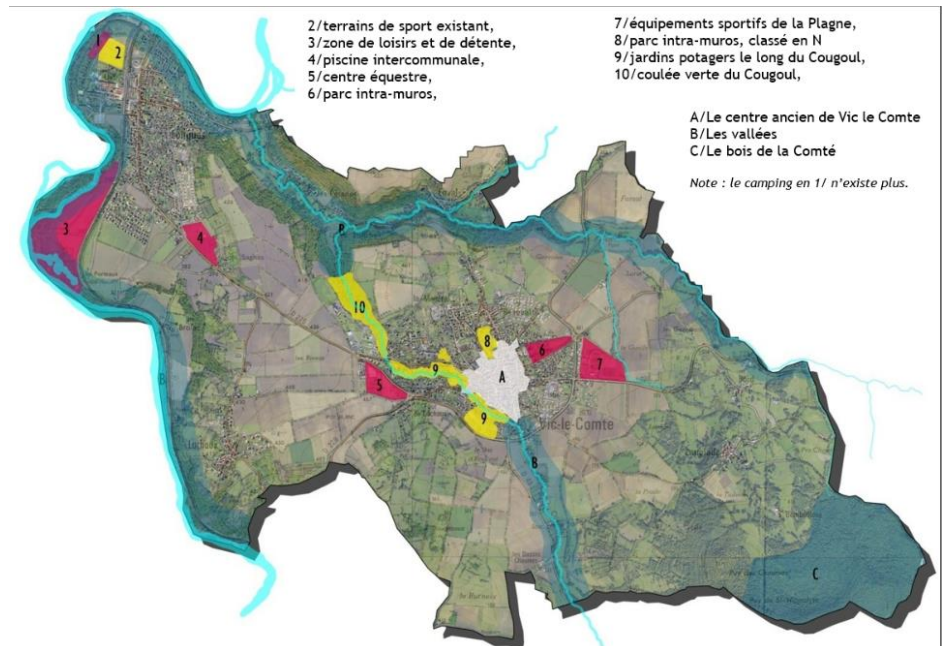 2/terrains de sport existant,
3/zone de loisirs et de détente,
4/piscine intercommunale,
5/centre équestre,
6/parc intra-muros,
7/équipements sportifs de la Plagne,
8/parc intra-muros, classé en N
9/jardins potagers le long du Cougoul,
10/coulée verte du Cougoul,
A/Le centre ancien de Vic le Comte
B/Les vallées
C/Le bois de la Comté
Note : le camping en 1/ n’existe plus.
1
2
3
4
B
10
8
6
7
9
A
5
9
Vic-le-Comte
B
B
C